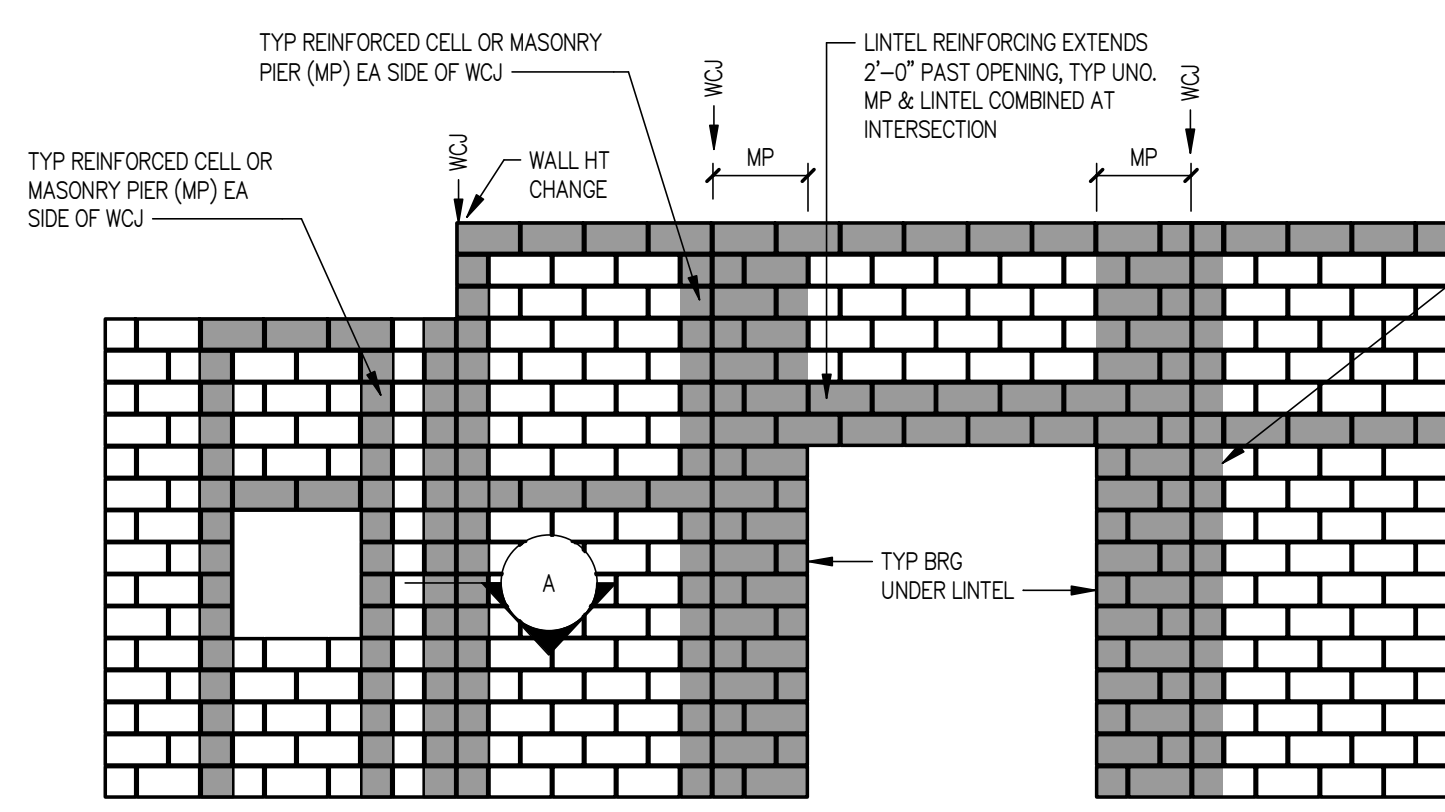 TYP REINFORCED CELL OR MASONRY
PIER (MP) EA SIDE OF WCJ
WCJ
LINTEL REINFORCING EXTENDS
2'-0" PAST OPENING, TYP UNO.
MP & LINTEL COMBINED AT
INTERSECTION
WCJ
TYP REINFORCED CELL OR
MASONRY PIER (MP) EA
SIDE OF WCJ
WCJ
WALL HT
CHANGE
MP
MP
A
TYP BRG
UNDER LINTEL